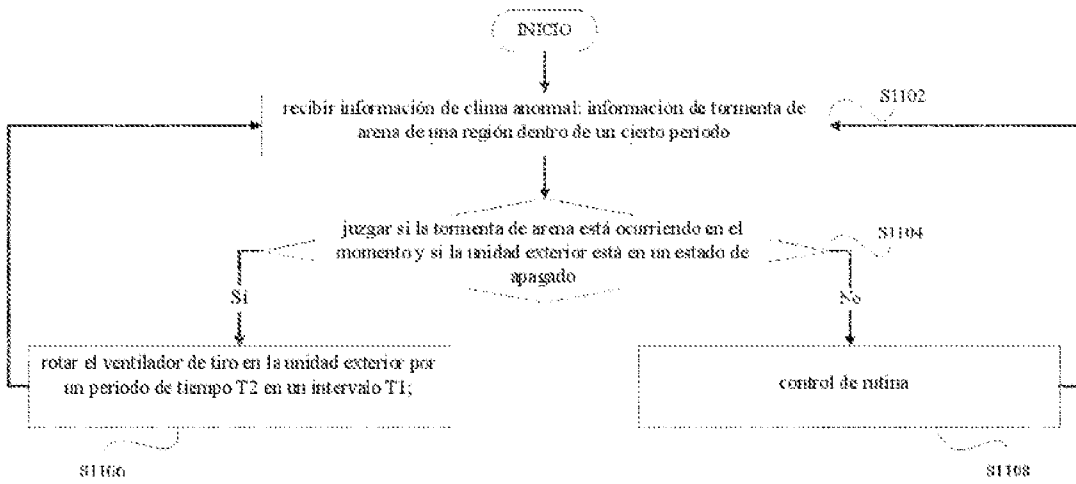 INICIO
recibir información de clima anormal: información de tormenta de
arena de una región dentro de un cierto periodo
S1102
juzgar si la tormenta de arena está ocurriendo en el
momento y si la unidad exterior está en un estado de
apagado
S1104
Sí
No
rotar el ventilador de tiro en la unidad exterior por
un periodo de tiempo T2 en un intervalo T1;
control de rutina
S1106
S1108